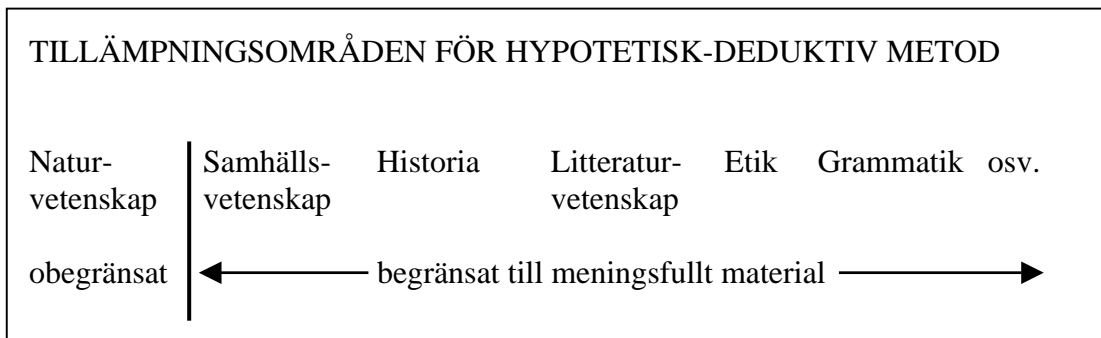 TILLÄMPNINGSOMRÅDEN FÖR HYPOTETISK-DEDUKTIV METOD
Natur- Samhälls- Historia Litteratur- Etik Grammatik osv.
vetenskap vetenskap vetenskap
obegränsat begränsat till meningsfullt material